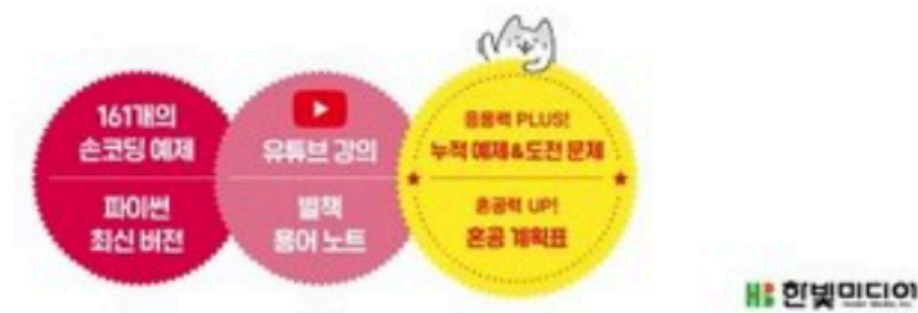 161개의
손코딩 예제
파이썬
최신 버전
유튜브 강의
별책
용어 노트
응용력 PLUS!
누적 예제&도전 문제
혼공력 UP!
혼공 계획표
한빛미디어